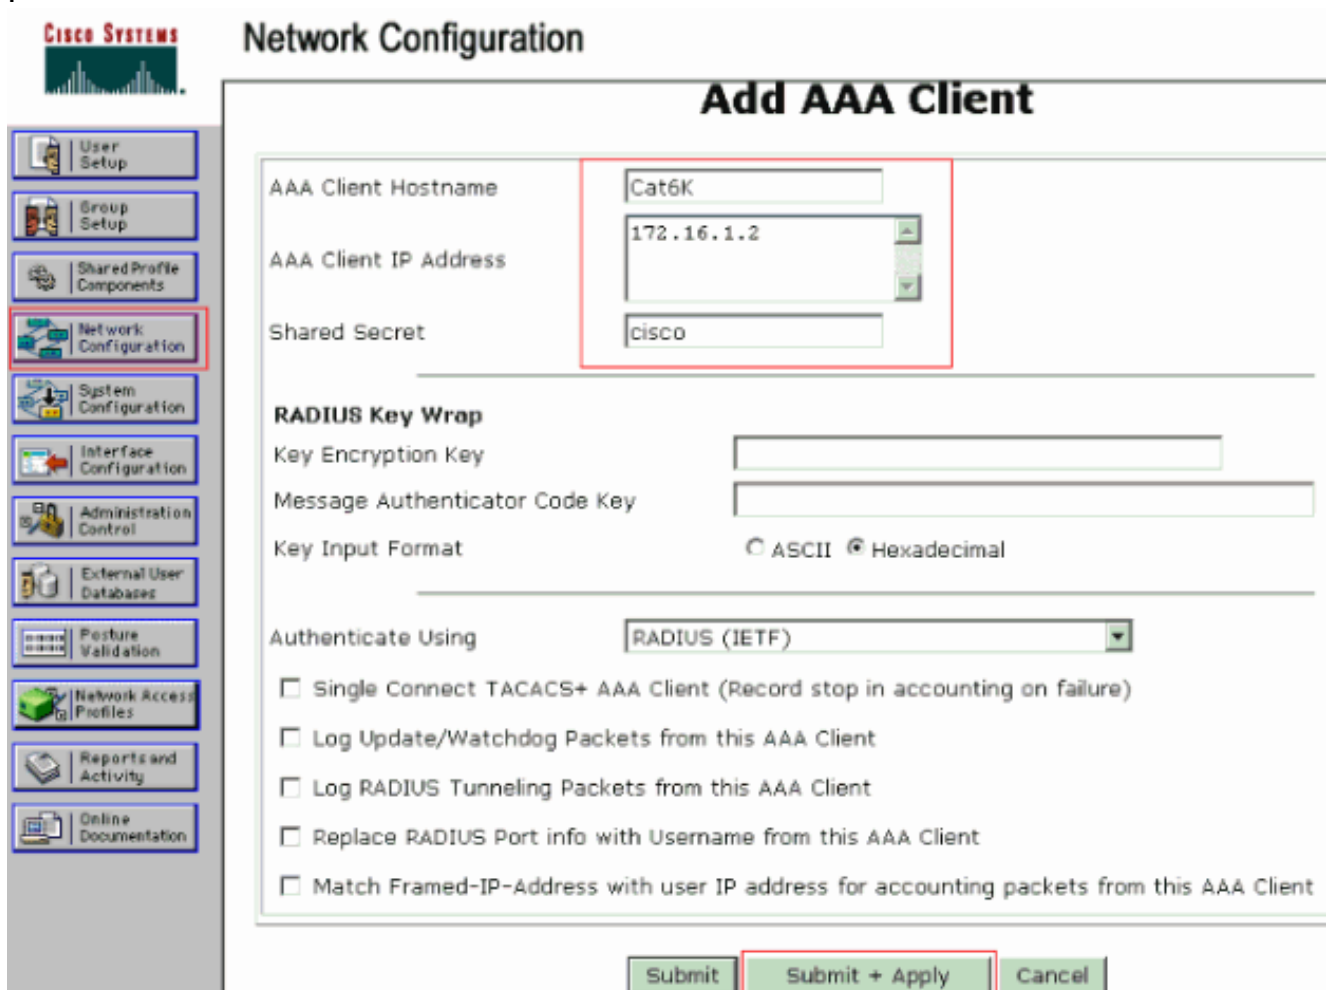 CISCO SYSTEMS
Network Configuration
Add AAA Client
User
Setup
Group
Setup
Shared Profile
Components
Network
Configuration
System
Configuration
Interface
Configuration
Administration
Control
External User
Databases
Posture
Validation
Network Access
Profiles
Reports and
Activity
Online
Documentation
AAA Client Hostname
Cat6K
AAA Client IP Address
172.16.1.2
Shared Secret
cisco
RADIUS Key Wrap
Key Encryption Key
Message Authenticator Code Key
Key Input Format
ASCII Hexadecimal
Authenticate Using
RADIUS (IETF)
Single Connect TACACS+ AAA Client (Record stop in accounting on failure)
Log Update/Watchdog Packets from this AAA Client
Log RADIUS Tunneling Packets from this AAA Client
Replace RADIUS Port info with Username from this AAA Client
Match Framed-IP-Address with user IP address for accounting packets from this AAA Client
Submit
Submit + Apply
Cancel